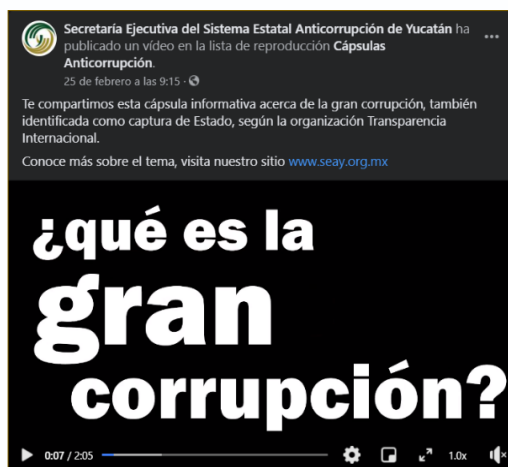 Secretaría Ejecutiva del Sistema Estatal Anticorrupción de Yucatán ha
publicado un vídeo en la lista de reproducción Cápsulas
Anticorrupción.
25 de febrero a las 9:15 ·
Te compartimos esta cápsula informativa acerca de la gran corrupción, también
identificada como captura de Estado, según la organización Transparencia
Internacional.
Conoce más sobre el tema, visita nuestro sitio www.seay.org.mx
¿qué es la
gran
corrupción?
0:07 / 2:05
1.0x